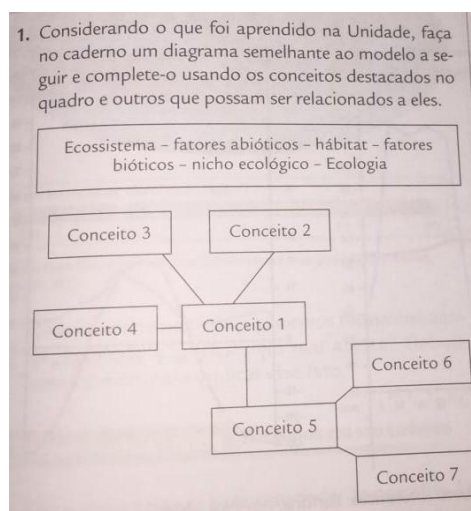 1. Considerando o que foi aprendido na Unidade, faça
no caderno um diagrama semelhante ao modelo a se-
guir e complete-o usando os conceitos destacados no
quadro e outros que possam ser relacionados a eles.
Ecossistema – fatores abióticos – hábitat – fatores
bióticos – nicho ecológico – Ecologia
Conceito 3
Conceito 2
Conceito 4
Conceito 1
Conceito 6
Conceito 5
Conceito 7